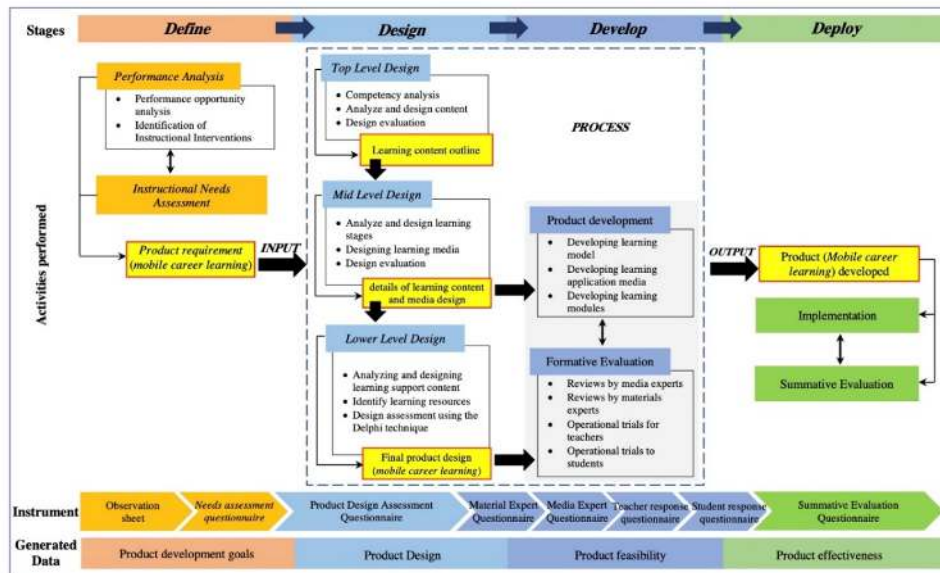 Stages
Define
Design
Develop
Deploy
Activities performed
Performance Analysis
• Performance opportunity
analysis
• Identification of
Instructional Interventions
Instructional Needs
Assessment
Product requirement
(mobile career learning)
INPUT
Top Level Design
• Competency analysis
• Analyze and design content
• Design evaluation
Learning content outline
Mid Level Design
• Analyze and design learning
stages
• Designing learning media
• Design evaluation
details of learning content
and media design
Lower Level Design
• Analyzing and designing
learning support content
• Identify learning resources
• Design assessment using the
Delphi technique
Final product design
(mobile career learning)
PROCESS
Product development
• Developing learning
model
• Developing learning
application media
• Developing learning
modules
Formative Evaluation
• Reviews by media experts
• Reviews by materials
experts
• Operational trials for
teachers
• Operational trials to
students
OUTPUT
Product (Mobile career
learning) developed
Implementation
Summative Evaluation
Instrument
Observation
sheet
Needs assessment
questionnaire
Product Design Assessment
Questionnaire
Material Expert
Questionnaire
Media Expert
Questionnaire
Teacher response
questionnaire
Student response
questionnaire
Summative Evaluation
Questionnaire
Generated
Data
Product development goals
Product Design
Product feasibility
Product effectiveness